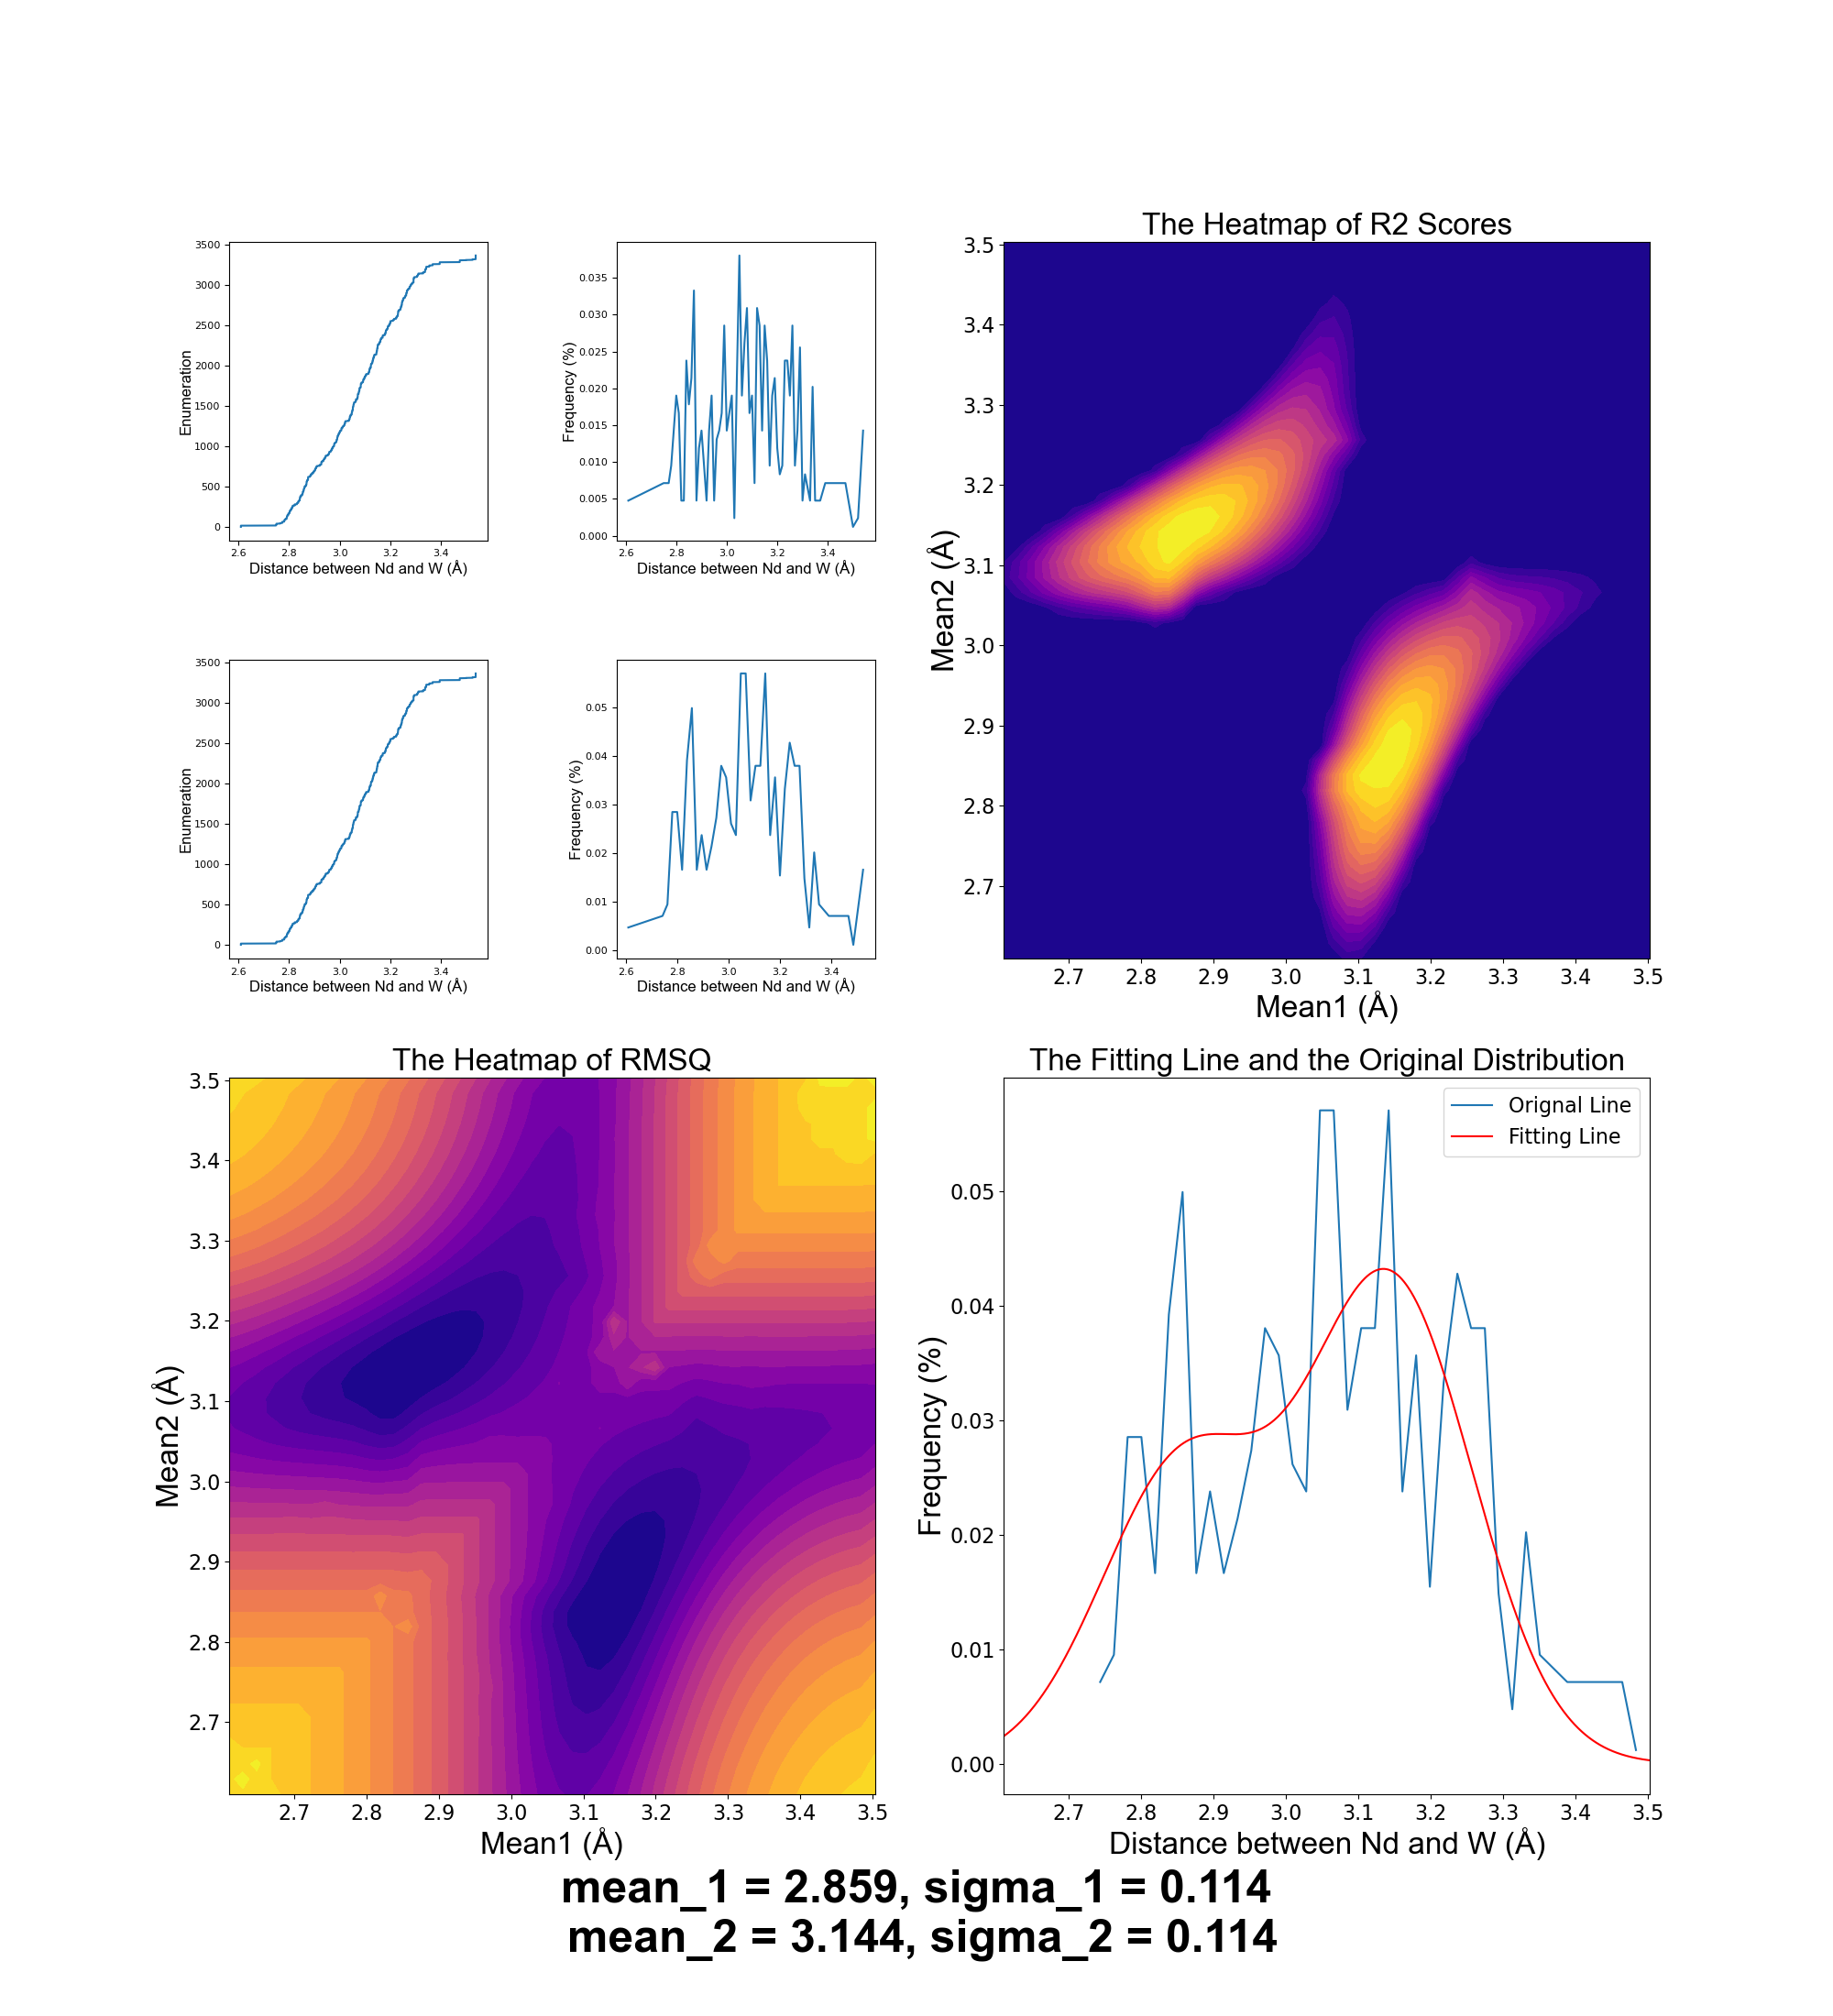 The Heatmap of R2 Scores
3500
3000
2500
2000
1500
1000
500
0
Enumeration
2.6 2.8 3.0 3.2 3.4
Distance between Nd and W (Å)
0.035
0.030
0.025
0.020
0.015
0.010
0.005
0.000
Frequency (%)
2.6 2.8 3.0 3.2 3.4
Distance between Nd and W (Å)
3.5
3.4
3.3
3.2
3.1
3.0
2.9
2.8
2.7
Mean2 (Å)
2.7 2.8 2.9 3.0 3.1 3.2 3.3 3.4 3.5
Mean1 (Å)
3500
3000
2500
2000
1500
1000
500
0
Enumeration
2.6 2.8 3.0 3.2 3.4
Distance between Nd and W (Å)
0.05
0.04
0.03
0.02
0.01
0.00
Frequency (%)
2.6 2.8 3.0 3.2 3.4
Distance between Nd and W (Å)
The Heatmap of RMSQ
3.5
3.4
3.3
3.2
3.1
3.0
2.9
2.8
2.7
Mean2 (Å)
2.7 2.8 2.9 3.0 3.1 3.2 3.3 3.4 3.5
Mean1 (Å)
The Fitting Line and the Original Distribution
Orignal Line
Fitting Line
0.05
0.04
0.03
0.02
0.01
0.00
Frequency (%)
2.7 2.8 2.9 3.0 3.1 3.2 3.3 3.4 3.5
Distance between Nd and W (Å)
mean_1 = 2.859, sigma_1 = 0.114
mean_2 = 3.144, sigma_2 = 0.114